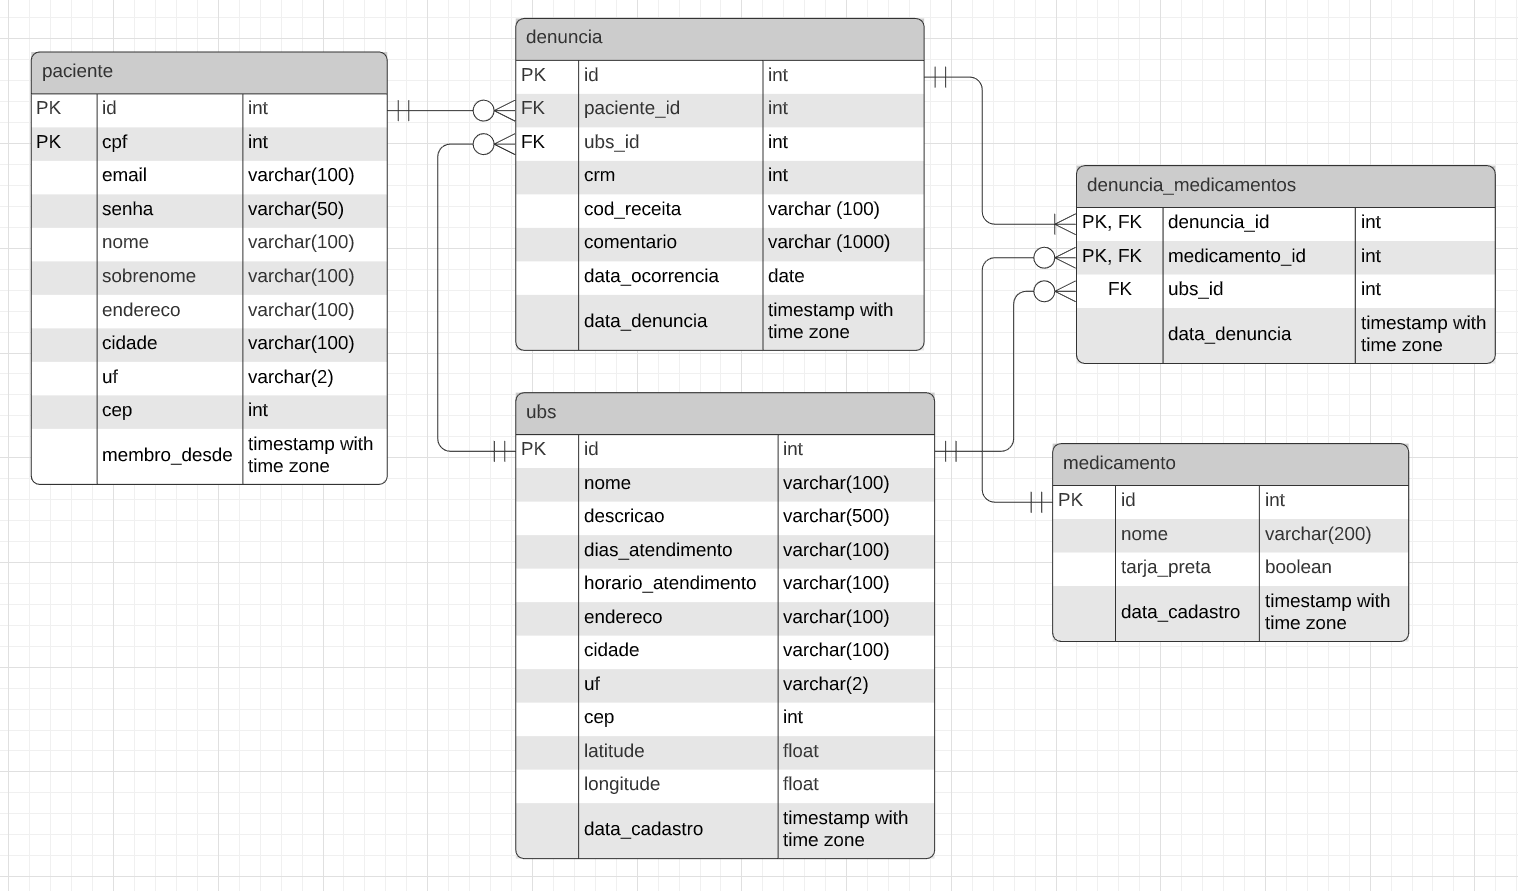 paciente
PK id int
PK cpf int
email varchar(100)
senha varchar(50)
nome varchar(100)
sobrenome varchar(100)
endereco varchar(100)
cidade varchar(100)
uf varchar(2)
cep int
membro_desde timestamp with
time zone
denuncia
PK id int
FK paciente_id int
FK ubs_id int
crm int
cod_receita varchar (100)
comentario varchar (1000)
data_ocorrencia date
data_denuncia timestamp with
time zone
ubs
PK id int
nome varchar(100)
descricao varchar(500)
dias_atendimento varchar(100)
horario_atendimento varchar(100)
endereco varchar(100)
cidade varchar(100)
uf varchar(2)
cep int
latitude float
longitude float
data_cadastro timestamp with
time zone
denuncia_medicamentos
PK, FK denuncia_id int
PK, FK medicamento_id int
FK ubs_id int
data_denuncia timestamp with
time zone
medicamento
PK id int
nome varchar(200)
tarja_preta boolean
data_cadastro timestamp with
time zone